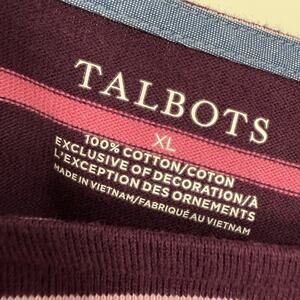 TALBOTS
XL
100% COTTON/COTON
EXCLUSIVE OF DECORATION/A
L'EXCEPTION DES ORNEMENTS
MADE IN VIETNAM/FABRIQUÉ AU VIETNAM